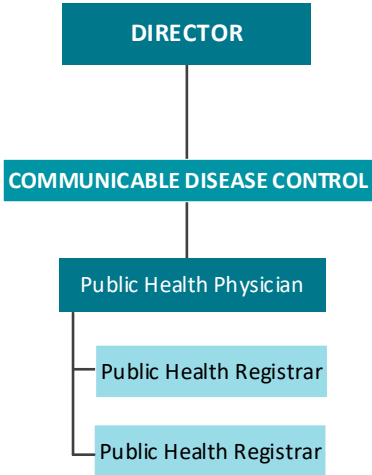 DIRECTOR
COMMUNICABLE DISEASE CONTROL
Public Health Physician
Public Health Registrar
Public Health Registrar